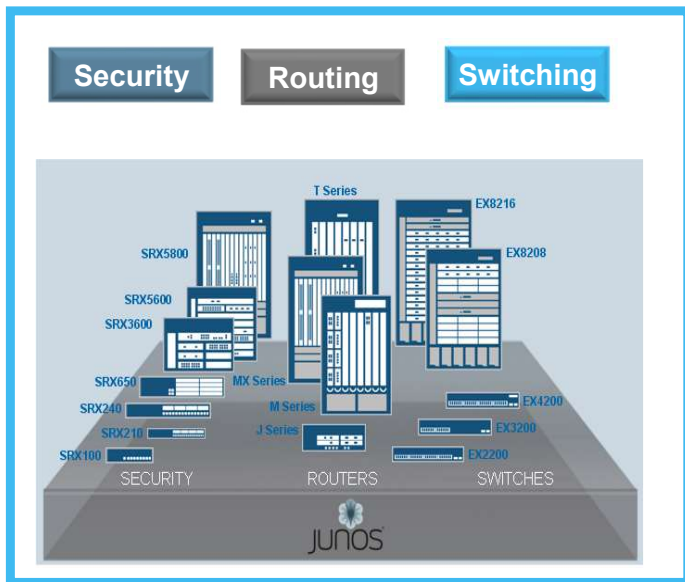 Security
Routing
Switching
T Series
EX8216
SRX5800
EX8208
SRX5600
SRX3600
SRX650
MX Series
SRX240
M Series
EX4200
SRX210
J Series
EX3200
SRX100
EX2200
SECURITY
ROUTERS
SWITCHES
JUNOS